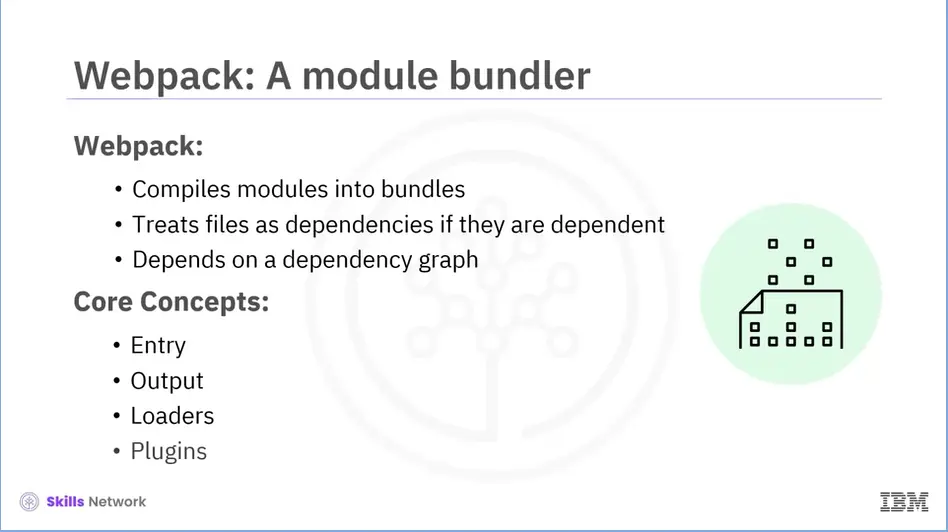 Webpack: A module bundler
Webpack:
• Compiles modules into bundles
• Treats files as dependencies if they are dependent
• Depends on a dependency graph
Core Concepts:
• Entry
• Output
• Loaders
• Plugins
Skills Network
IBM